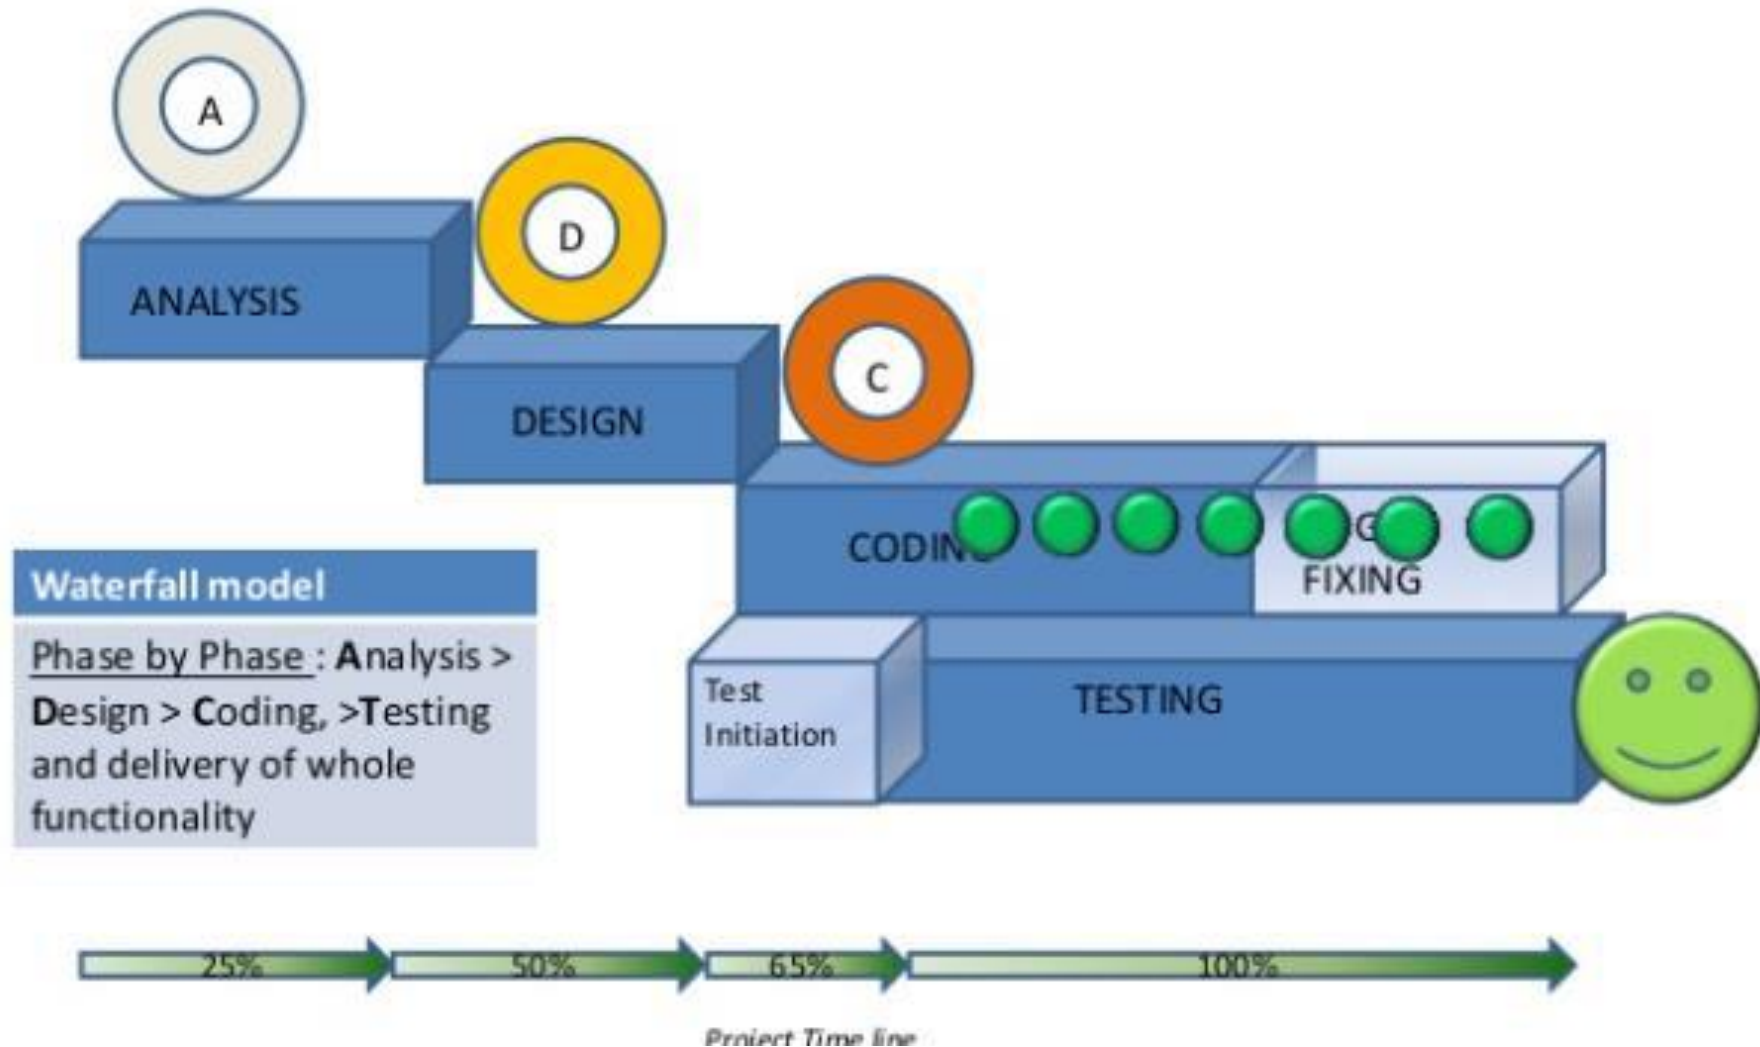 A
ANALYSIS
D
DESIGN
C
CODING
FIXING
Waterfall model
Phase by Phase : Analysis >
Design > Coding, >Testing
and delivery of whole
functionality
Test
Initiation
TESTING
25%
50%
65%
100%
Project Time line